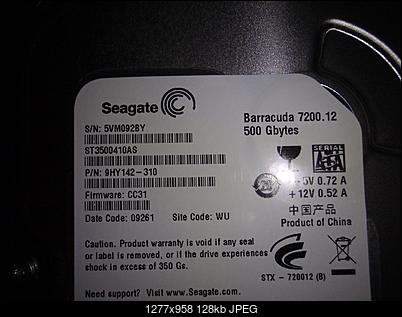 Seagate
Barracuda 7200.12
500 Gbytes
S/N: 5VM092BY
ST3500410AS
P/N: 9HY142-310
Firmware: CC31
Date Code: 09261 Site Code: WU
SERIAL
SATA
+5V 0.72 A
+12V 0.52 A
中国产品
Product of China
Caution. Product warranty is void if any seal
or label is removed, or if the drive experiences
shock in excess of 350 Gs.
STX - 720012 (B)
Need support? Visit www.Seagate.com.
1277x958 128kb JPEG